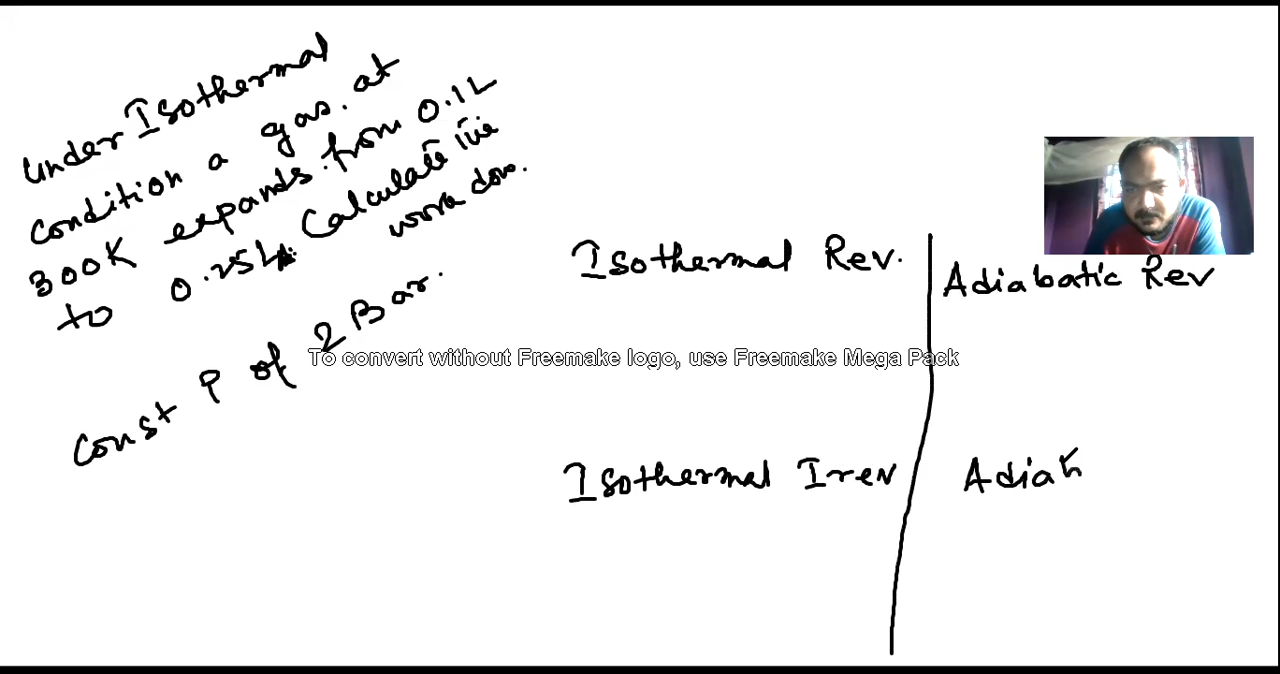 under Isothermal
condition a gas. at
300K expands from 0.1L
to 0.25L Calculate the
work done.
const P of 2 Bar.
Isothermal Rev.
Adiabatic Rev
To convert without Freemake logo, use Freemake Mega Pack
Isothermal Irev
Adiab